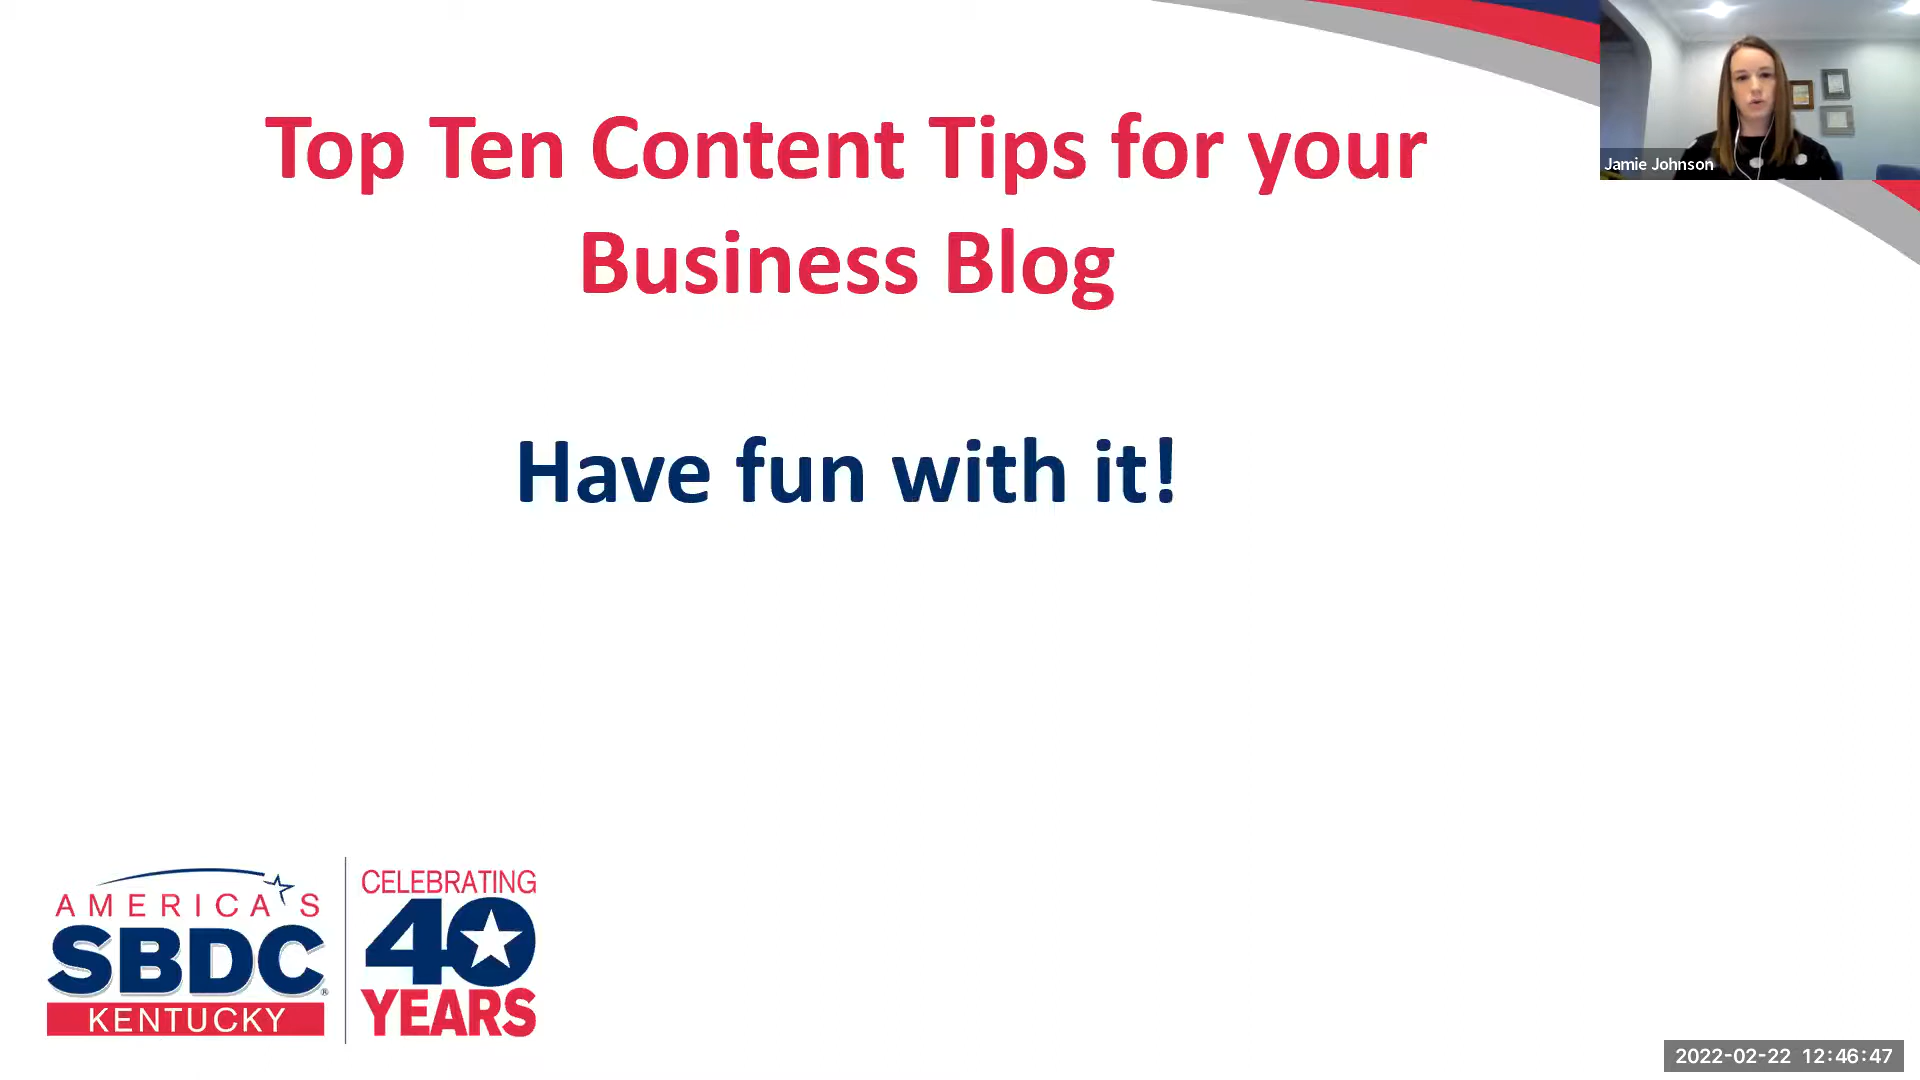 Top Ten Content Tips for your
Business Blog
Have fun with it!
Jamie Johnson
AMERICA'S
SBDC®
KENTUCKY
CELEBRATING
40
YEARS
2022-02-22 12:46:47